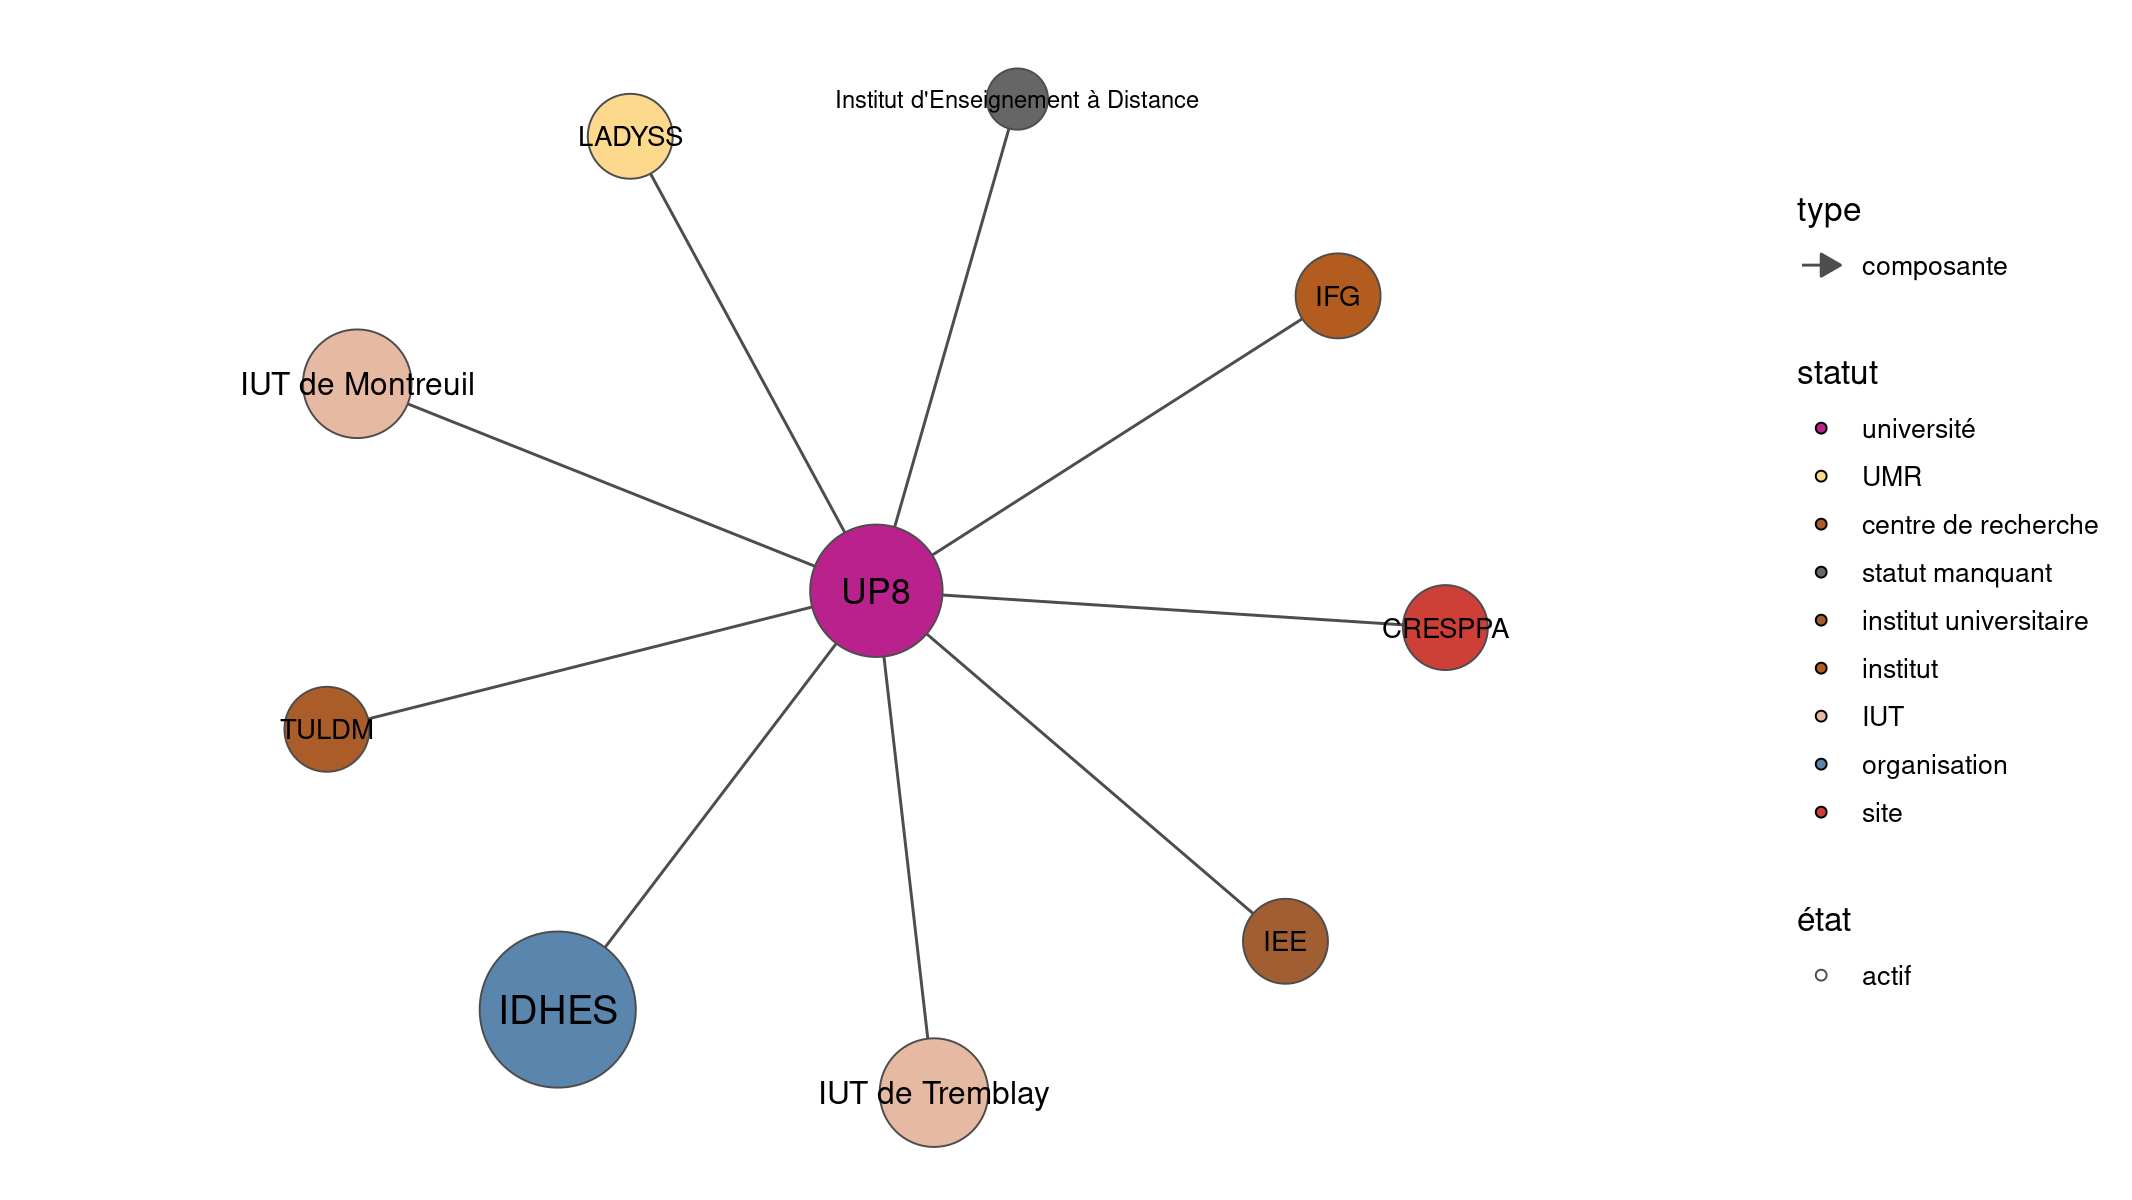 Institut d'Enseignement à Distance
LADYSS
IFG
IUT de Montreuil
UP8
CRESPPA
TULDM
IEE
IDHES
IUT de Tremblay
type
composante
statut
université
UMR
centre de recherche
statut manquant
institut universitaire
institut
IUT
organisation
site
état
actif